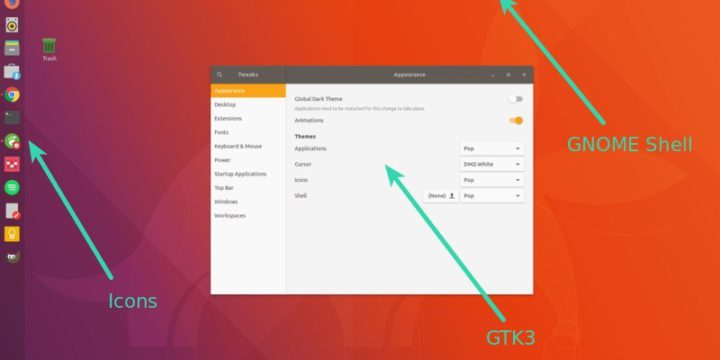 Trash
Tweaks
Appearance
Appearance
Desktop
Extensions
Fonts
Keyboard & Mouse
Power
Startup Applications
Top Bar
Windows
Workspaces
Global Dark Theme
Applications need to be restarted for this change to take place.
Animations
Themes
Applications Pop
Cursor DMZ-White
Icons Pop
Shell (None) Pop
GNOME Shell
Icons
GTK3